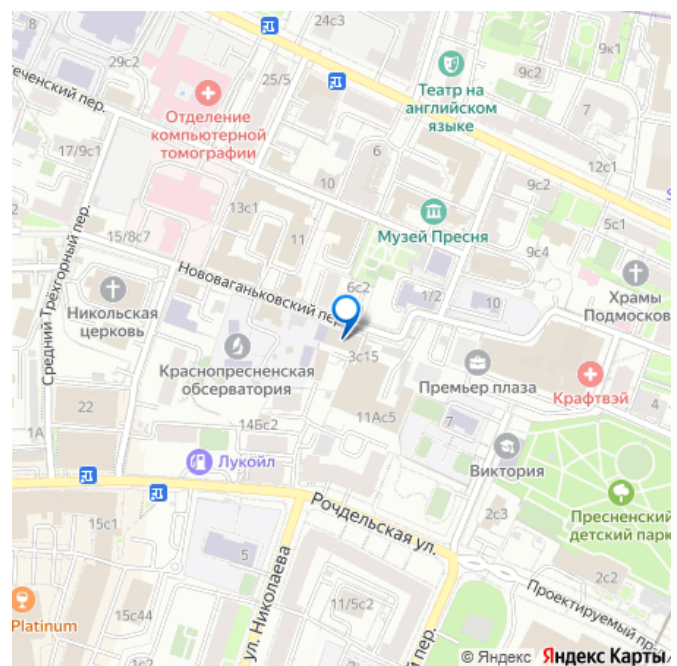 8
24с3
9к1
29с2
9с2
еченский пер.
25/5
Отделение
компьютерной
томографии
Театр на
английском
языке
7
17/9с1
6
12с1
10
9с2
13с1
5с1
Музей Пресня
15/8с7
11
9с4
Средний Трёхгорный пер.
Нововаганьковский пер.
6с2
1/2
10
Храмы
Подмосков
Никольская
церковь
3с15
Краснопресненская
обсерватория
Премьер плаза
Крафтвэй
4
22
11Ас5
7
1А
14Бс2
Виктория
Лукойл
15с1
Рочдельская ул.
2с3
Пресненский
детский парк
5
ул. Николаева
2с2
Проектируемый пр
Platinum
15с44
11/5с2
пер.
© Яндекс Яндекс Карты